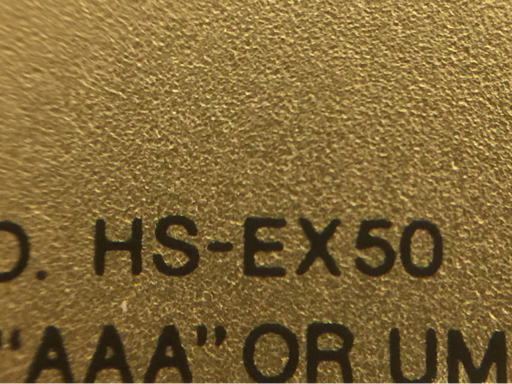 O. HS-EX50
"AAA" OR UM